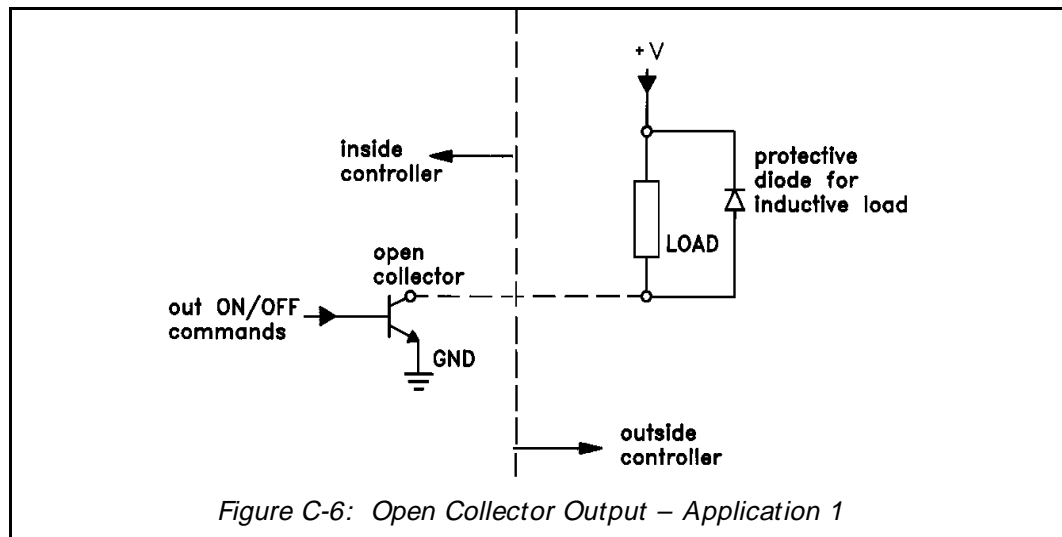 +V
inside
controller
protective
diode for
inductive load
LOAD
open
collector
out ON/OFF
commands
GND
outside
controller
Figure C-6: Open Collector Output – Application 1